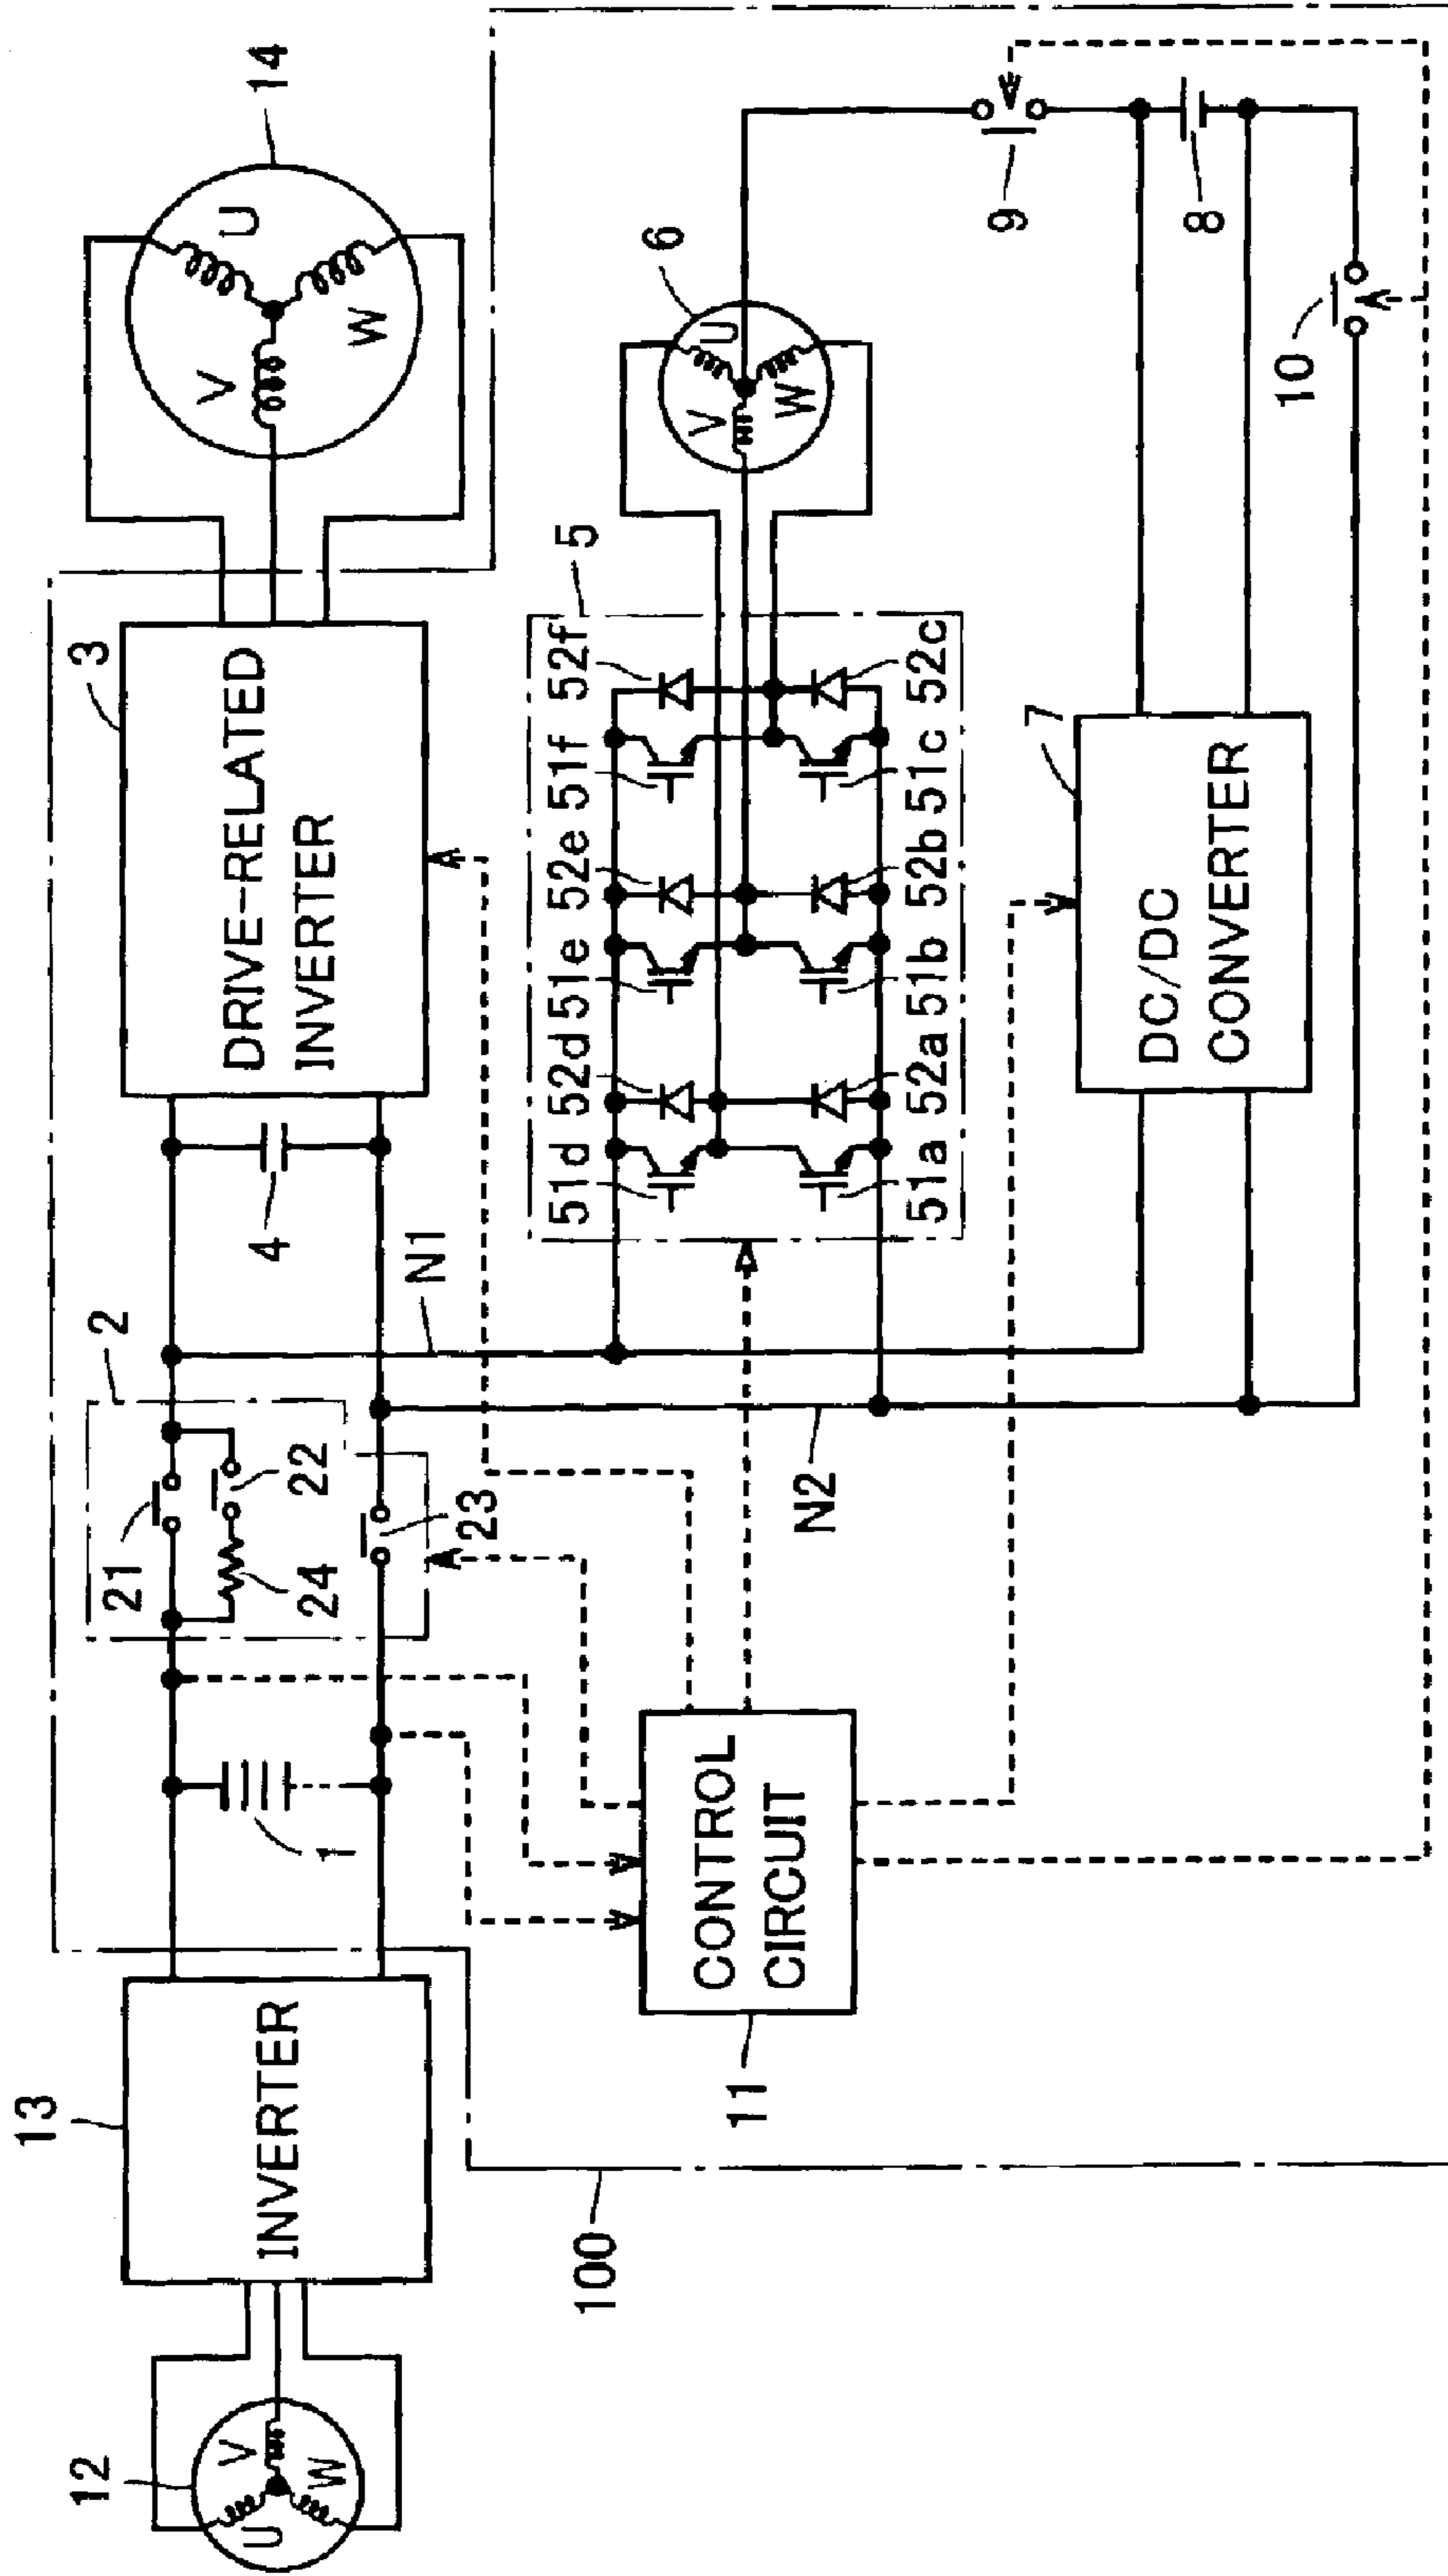 14
U
V
W
3
DRIVE-RELATED
INVERTER
4
N1
2
21
22
24
23
1
13
INVERTER
12
V
U
W
6
U
V
W
5
51d 52d 51e 52e 51f 52f
51a 52a 51b 52b 51c 52c
N2
9
8
10
7
DC/DC
CONVERTER
CONTROL
CIRCUIT
11
100